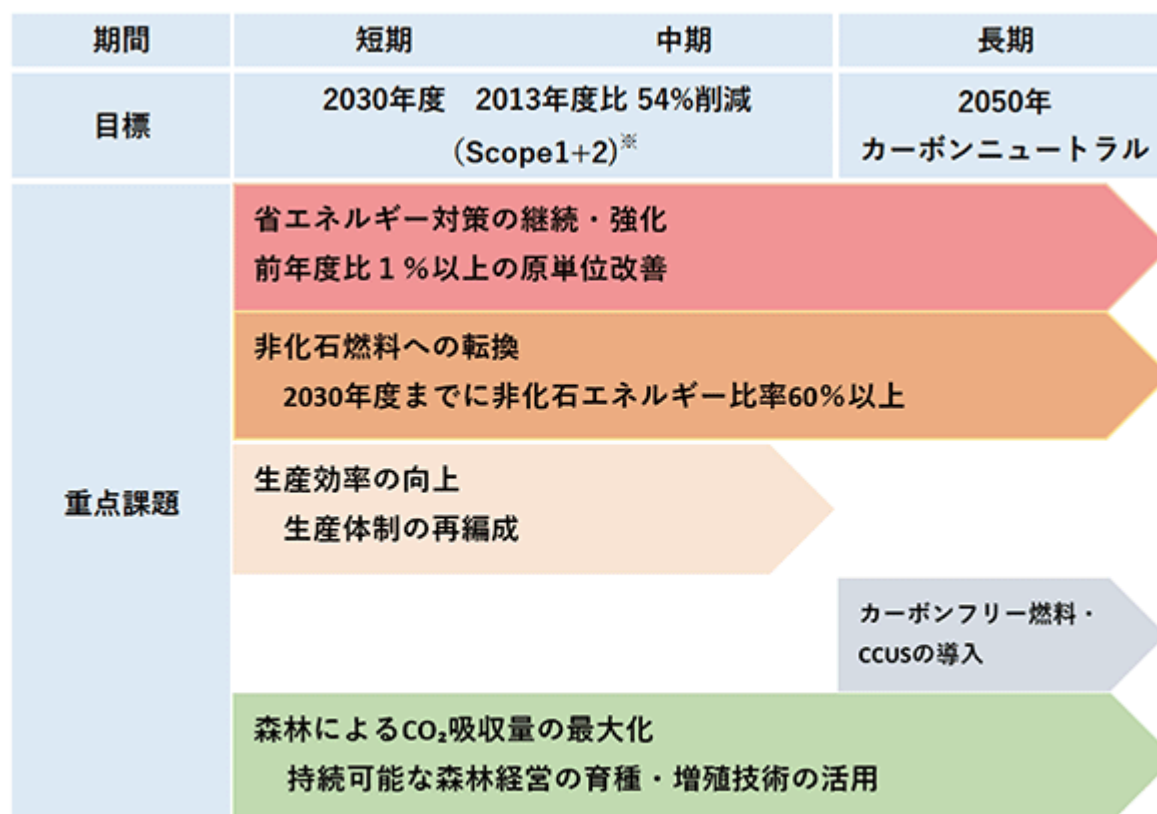 期間 短期 中期 長期
目標
2030年度 2013年度比 54%削減
(Scope1+2)※
2050年
カーボンニュートラル
重点課題
省エネルギー対策の継続・強化
前年度比１％以上の原単位改善
非化石燃料への転換
2030年度までに非化石エネルギー比率60%以上
生産効率の向上
生産体制の再編成
カーボンフリー燃料・
CCUSの導入
森林によるCO₂吸収量の最大化
持続可能な森林経営の育種・増殖技術の活用